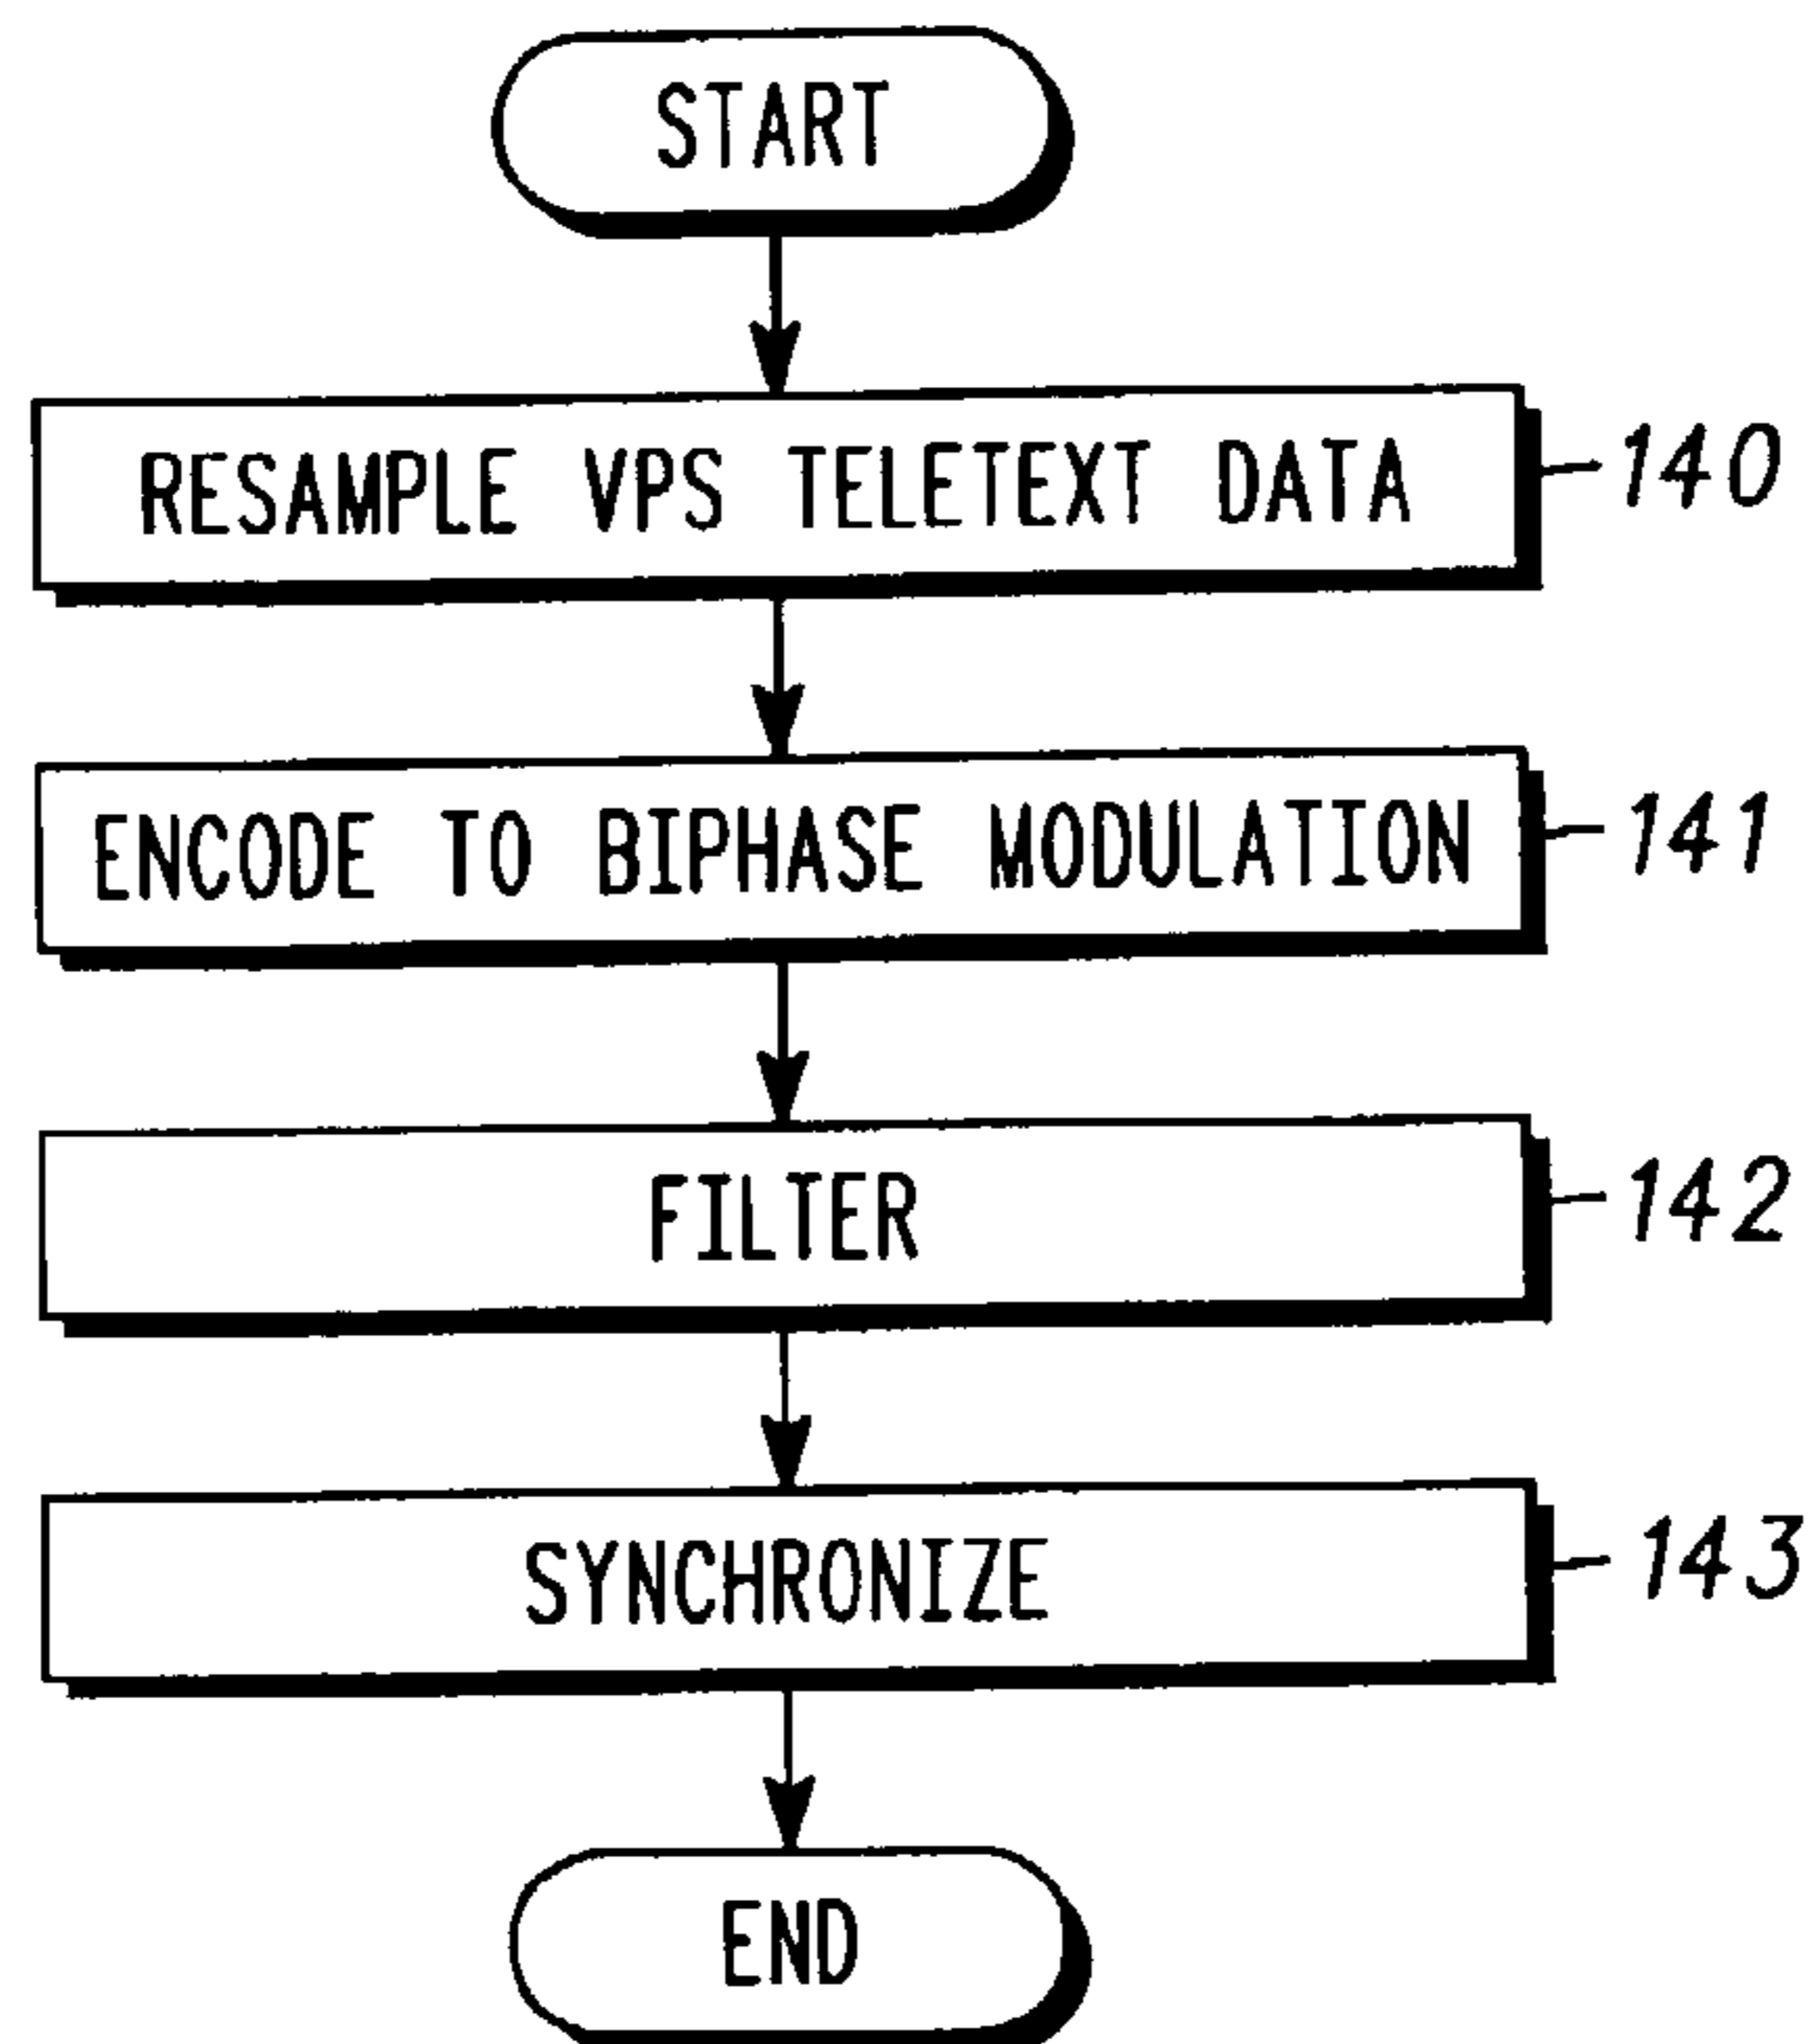 START
RESAMPLE VPS TELETEXT DATA 140
ENCODE TO BIPHASE MODULATION 141
FILTER 142
SYNCHRONIZE 143
END